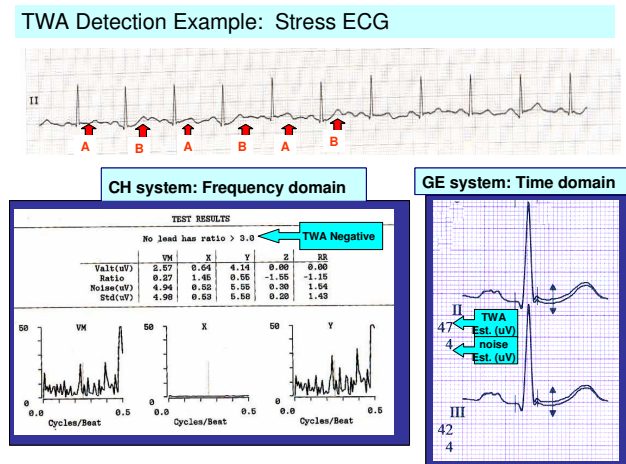 TWA Detection Example: Stress ECG
II
A B A B A B
CH system: Frequency domain
TEST RESULTS
No lead has ratio > 3.0
TWA Negative
VM X Y Z RR
Valt(uV) 2.57 0.64 4.14 0.00 0.00
Ratio 0.27 1.45 0.55 -1.55 -1.15
Noise(uV) 4.94 0.52 5.55 0.30 1.54
Std(uV) 4.98 0.53 5.58 0.20 1.43
50 VM 50 X 50 Y
0 0 0
0.0 0.5 0.0 0.5 0.0 0.5
Cycles/Beat Cycles/Beat Cycles/Beat
GE system: Time domain
II
47
TWA
Est. (uV)
4
noise
Est. (uV)
III
42
4